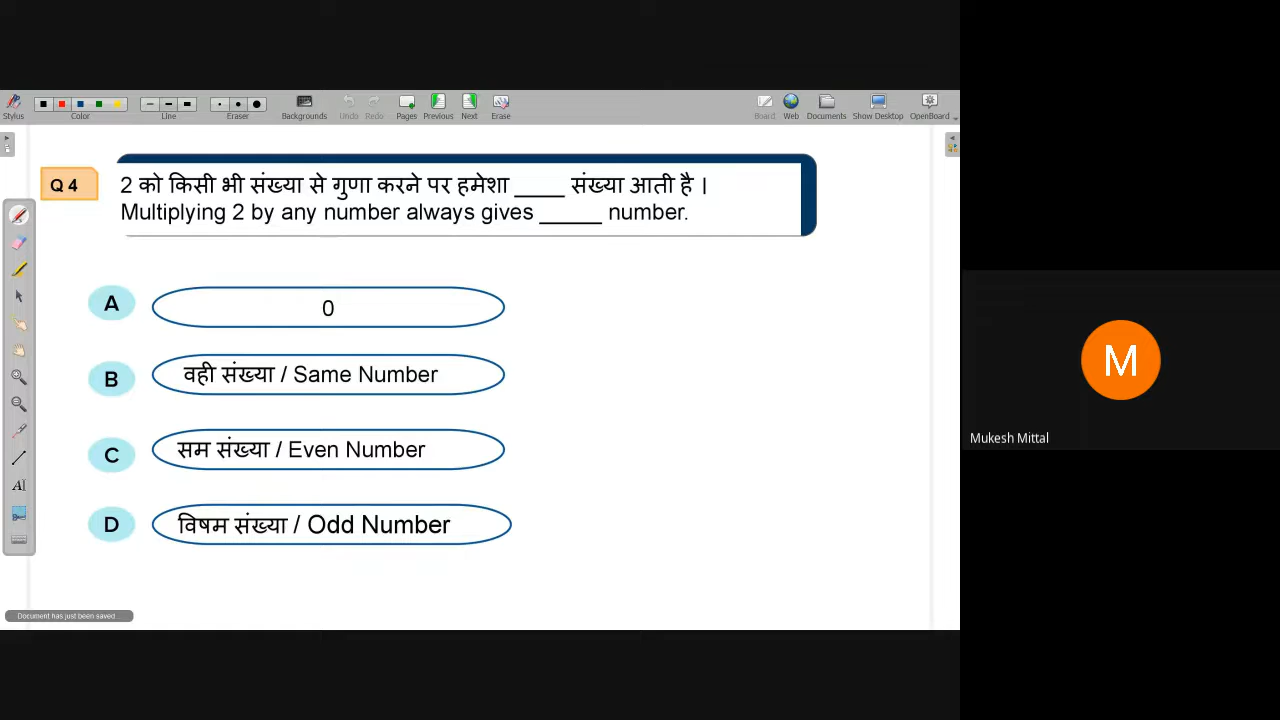 Stylus
Color
Line
Eraser
Backgrounds
Undo
Redo
Pages
Previous
Next
Erase
Board
Web
Documents
Show Desktop
OpenBoard
Q 4
2 को किसी भी संख्या से गुणा करने पर हमेशा ____ संख्या आती है ।
Multiplying 2 by any number always gives _____ number.
A
0
B
वही संख्या / Same Number
C
सम संख्या / Even Number
D
विषम संख्या / Odd Number
AI
Document has just been saved
M
Mukesh Mittal